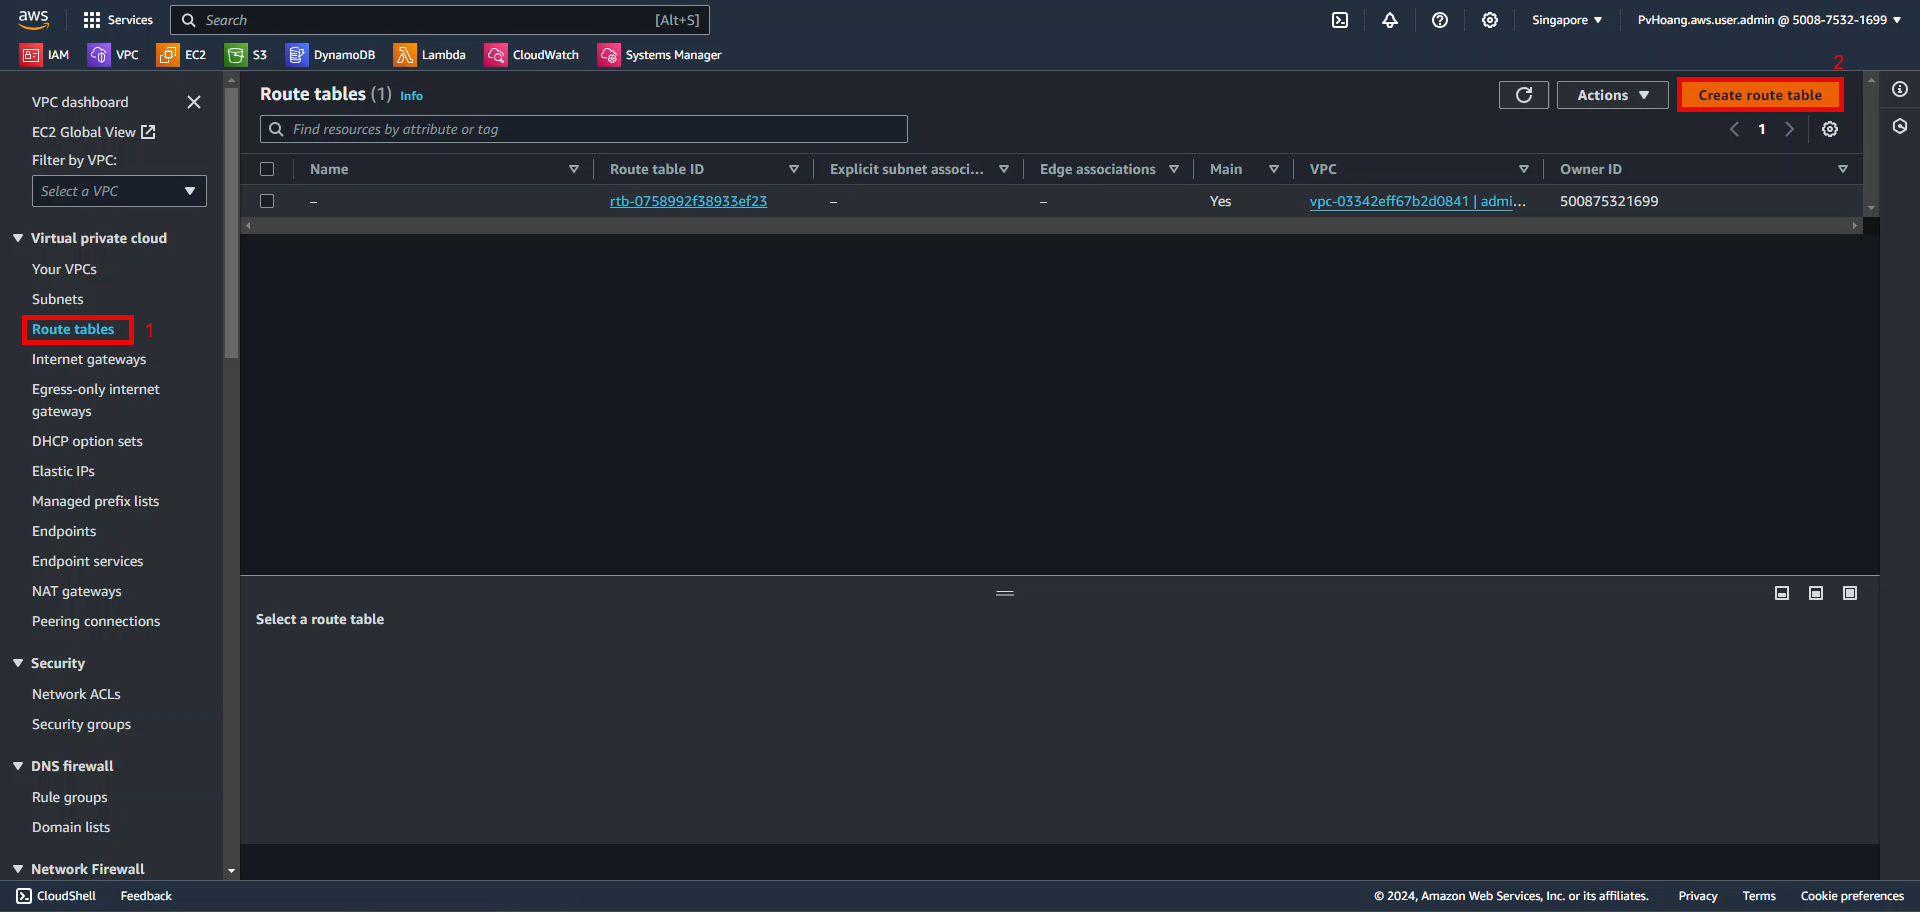 aws
Services
Search
[Alt+S]
Singapore
PvHoang.aws.user.admin @ 5008-7532-1699
IAM
VPC
EC2
S3
DynamoDB
Lambda
CloudWatch
Systems Manager
VPC dashboard
EC2 Global View
Filter by VPC:
Select a VPC
Virtual private cloud
Your VPCs
Subnets
Route tables
1
Internet gateways
Egress-only internet
gateways
DHCP option sets
Elastic IPs
Managed prefix lists
Endpoints
Endpoint services
NAT gateways
Peering connections
Security
Network ACLs
Security groups
DNS firewall
Rule groups
Domain lists
Network Firewall
Route tables (1) Info
Actions
2
Create route table
Find resources by attribute or tag
1
Name
Route table ID
Explicit subnet associ...
Edge associations
Main
VPC
Owner ID
–
rtb-0758992f38933ef23
–
–
Yes
vpc-03342eff67b2d0841 | admi...
500875321699
Select a route table
CloudShell
Feedback
© 2024, Amazon Web Services, Inc. or its affiliates.
Privacy
Terms
Cookie preferences